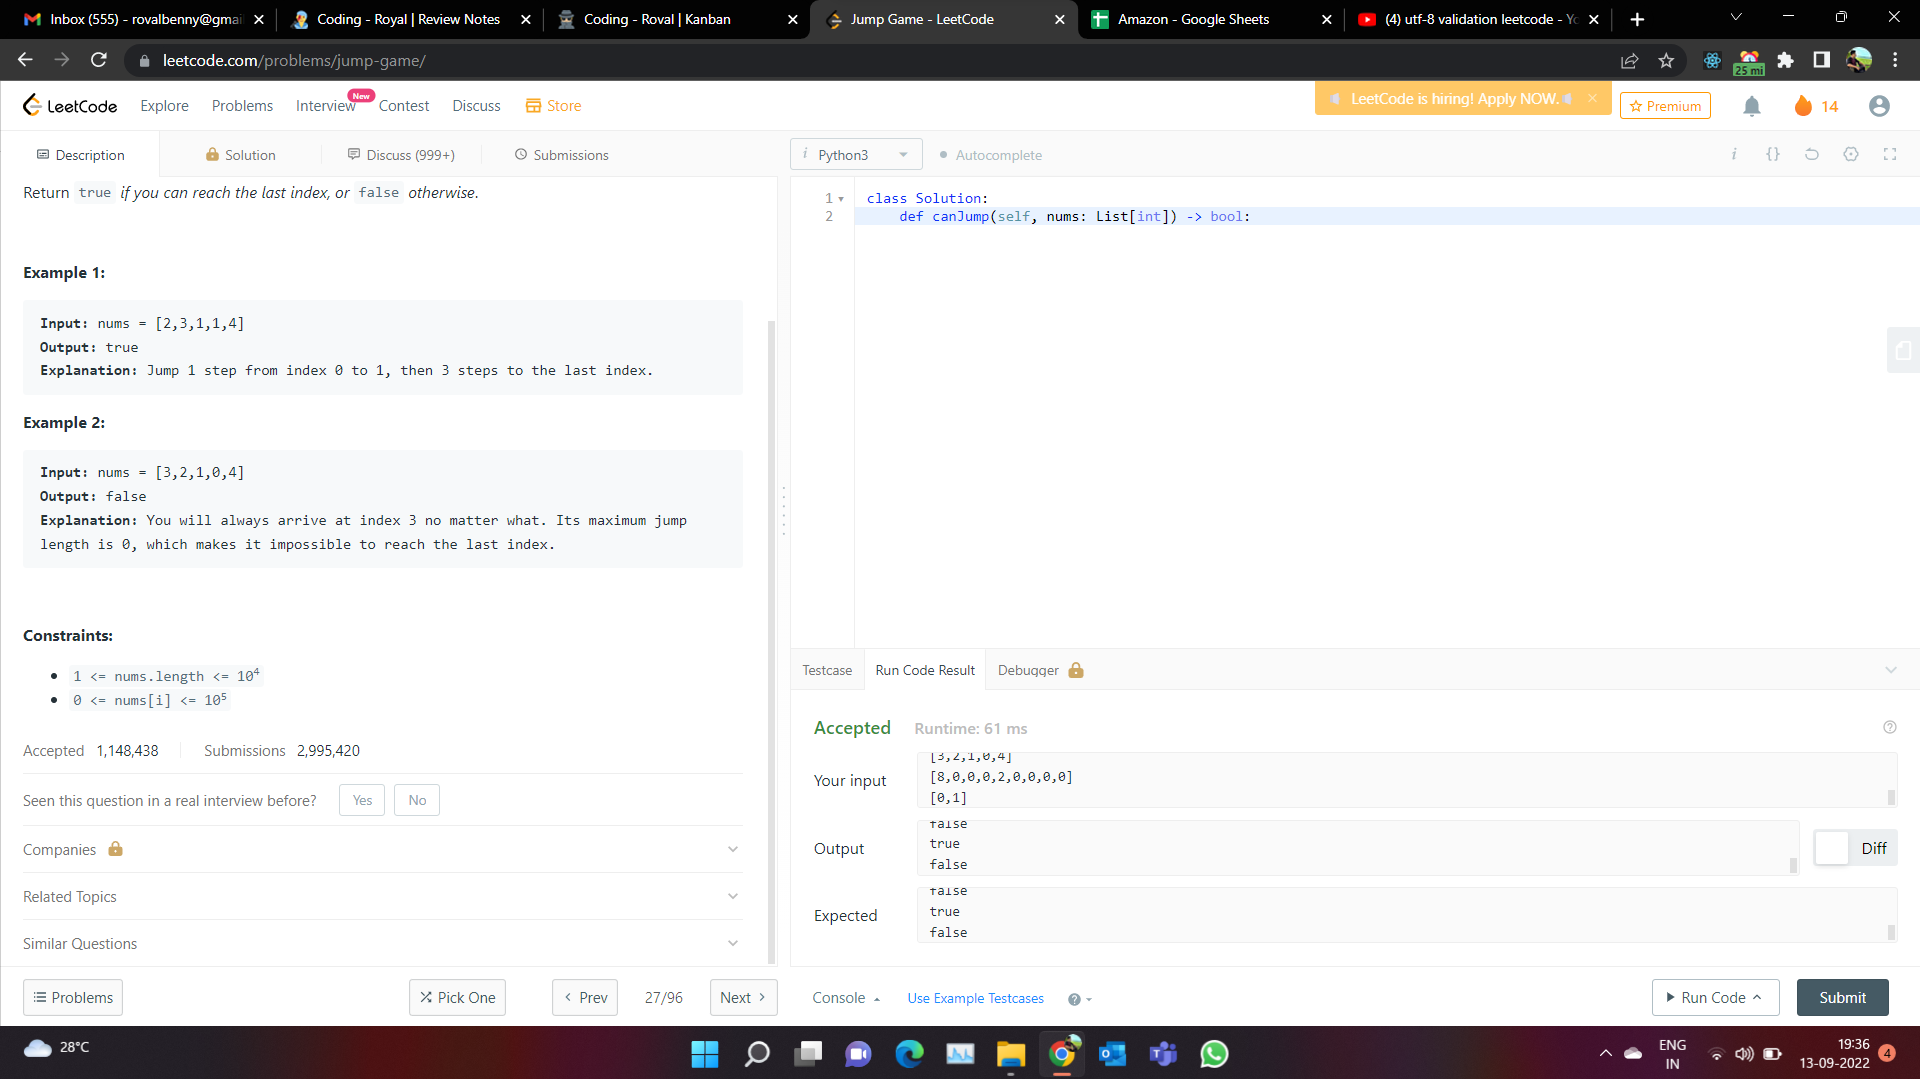 Inbox (555) - rovalbenny@gmai
Coding - Royal | Review Notes
Coding - Roval | Kanban
Jump Game - LeetCode
Amazon - Google Sheets
(4) utf-8 validation leetcode - Yo
leetcode.com/problems/jump-game/
25 mi
LeetCode
Explore
Problems
Interview
New
Contest
Discuss
Store
LeetCode is hiring! Apply NOW.
Premium
14
Description
Solution
Discuss (999+)
Submissions
i Python3
Autocomplete
Return true if you can reach the last index, or false otherwise.
Example 1:
Input: nums = [2,3,1,1,4]
Output: true
Explanation: Jump 1 step from index 0 to 1, then 3 steps to the last index.
Example 2:
Input: nums = [3,2,1,0,4]
Output: false
Explanation: You will always arrive at index 3 no matter what. Its maximum jump
length is 0, which makes it impossible to reach the last index.
Constraints:
1 <= nums.length <= 10⁴
0 <= nums[i] <= 10⁵
Accepted 1,148,438
Submissions 2,995,420
Seen this question in a real interview before?
Yes
No
Companies
Related Topics
Similar Questions
Problems
Pick One
Prev
27/96
Next
1 class Solution:
2 def canJump(self, nums: List[int]) -> bool:
Testcase
Run Code Result
Debugger
Accepted
Runtime: 61 ms
Your input
[3,2,1,0,4]
[8,0,0,0,2,0,0,0,0]
[0,1]
Output
false
true
false
Diff
Expected
false
true
false
Console
Use Example Testcases
Run Code
Submit
28°C
ENG
IN
19:36
13-09-2022
4